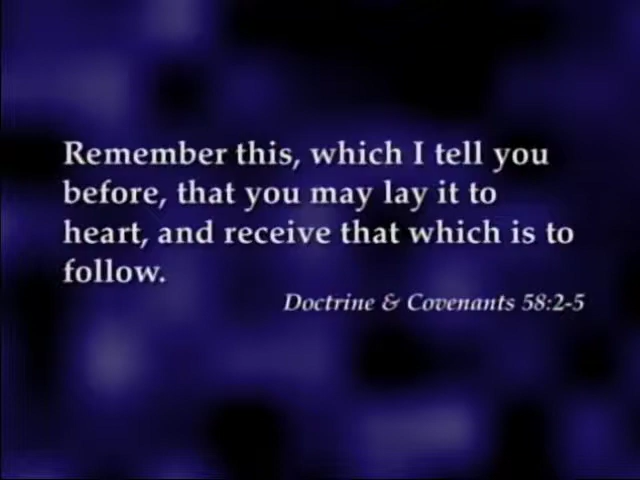 Remember this, which I tell you
before, that you may lay it to
heart, and receive that which is to
follow.
Doctrine & Covenants 58:2-5